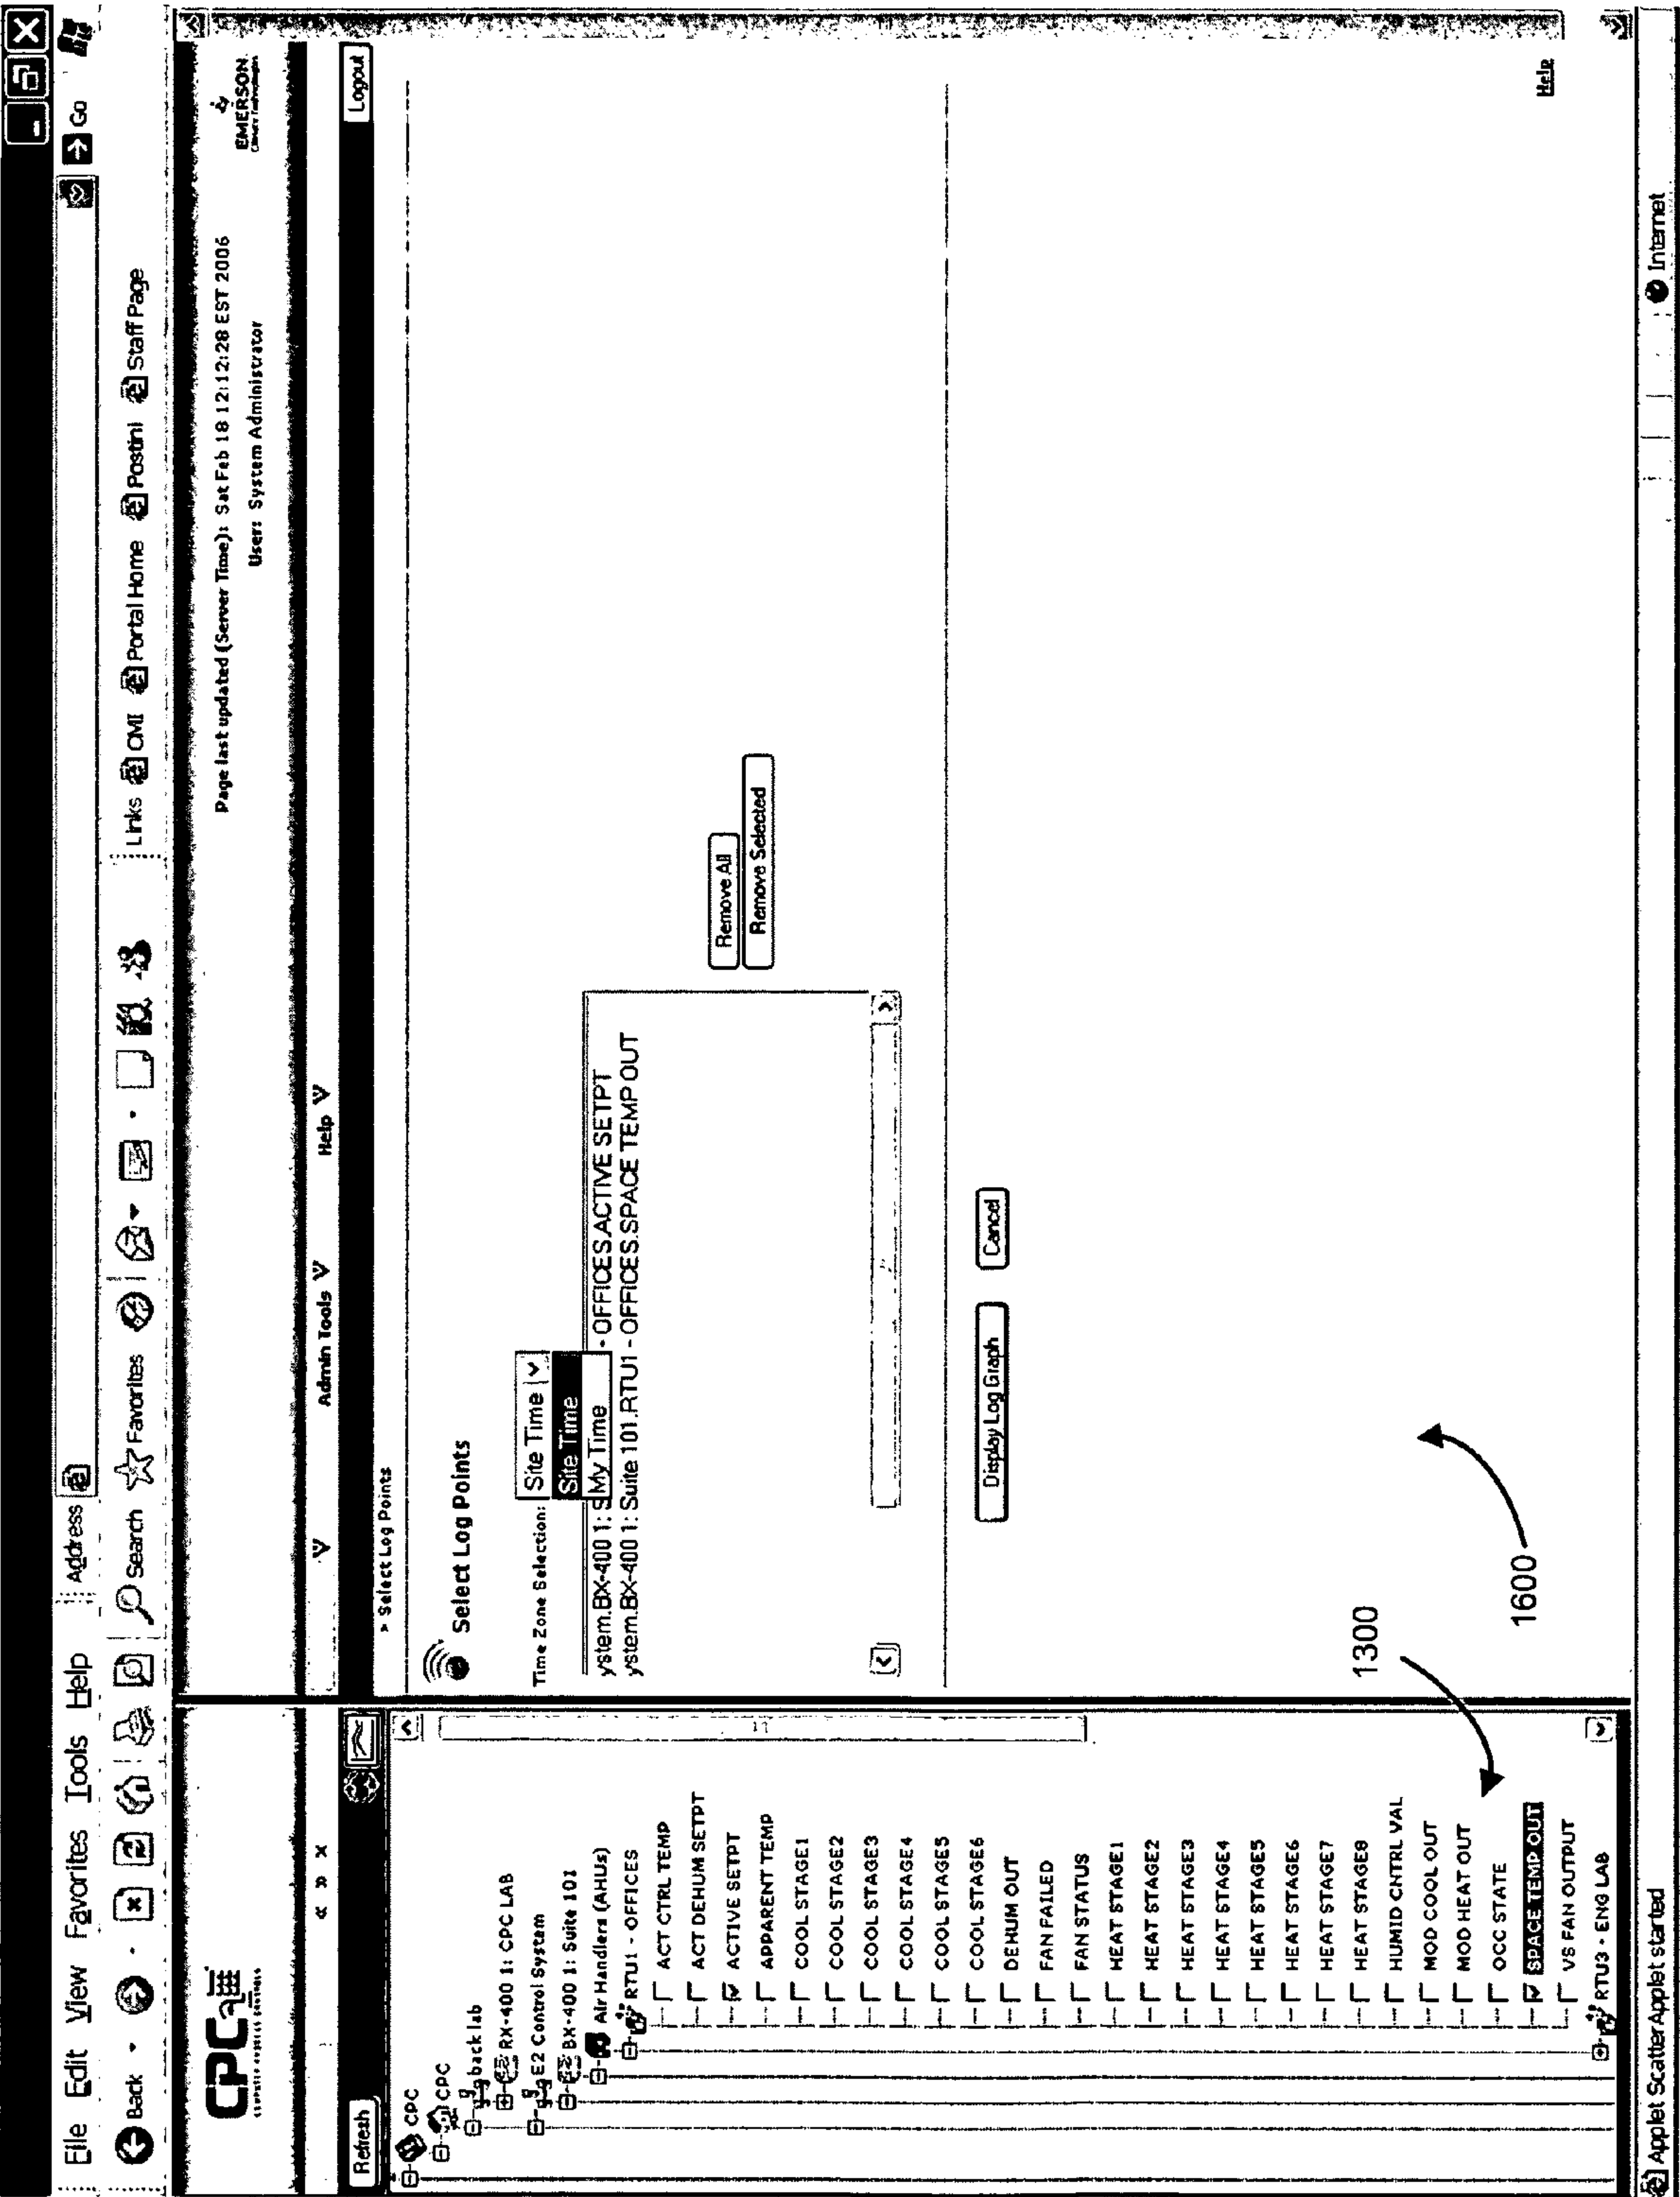 File Edit View Favorites Tools Help
Address
Go
Back
Search
Favorites
Links
CMI
Portal Home
Postini
Staff Page
CPC
Page last updated (Server Time): Sat Feb 18 12:12:28 EST 2006
User: System Administrator
EMERSON
Admin Tools
Help
Refresh
Logout
CPC
CPC
back lab
RX-400 1: CPC LAB
E2 Control System
BX-400 1: Suite 101
Air Handlers (AHUs)
RTU1 - OFFICES
ACT CTRL TEMP
ACT DEHUM SETPT
ACTIVE SETPT
APPARENT TEMP
COOL STAGE1
COOL STAGE2
COOL STAGE3
COOL STAGE4
COOL STAGE5
COOL STAGE6
DEHUM OUT
FAN FAILED
FAN STATUS
HEAT STAGE1
HEAT STAGE2
HEAT STAGE3
HEAT STAGE4
HEAT STAGE5
HEAT STAGE6
HEAT STAGE7
HEAT STAGE8
HUMID CNTRL VAL
MOD COOL OUT
MOD HEAT OUT
OCC STATE
SPACE TEMP OUT
VS FAN OUTPUT
RTU3 - ENG LAB
> Select Log Points
Select Log Points
Time Zone Selection: Site Time
Site Time
My Time
ystem.BX-400 1: S - OFFICES.ACTIVE SETPT
ystem.BX-400 1: Suite 101.RTU1 - OFFICES.SPACE TEMP OUT
Remove All
Remove Selected
Display Log Graph
Cancel
1300
1600
Help
Applet ScatterApplet started
Internet